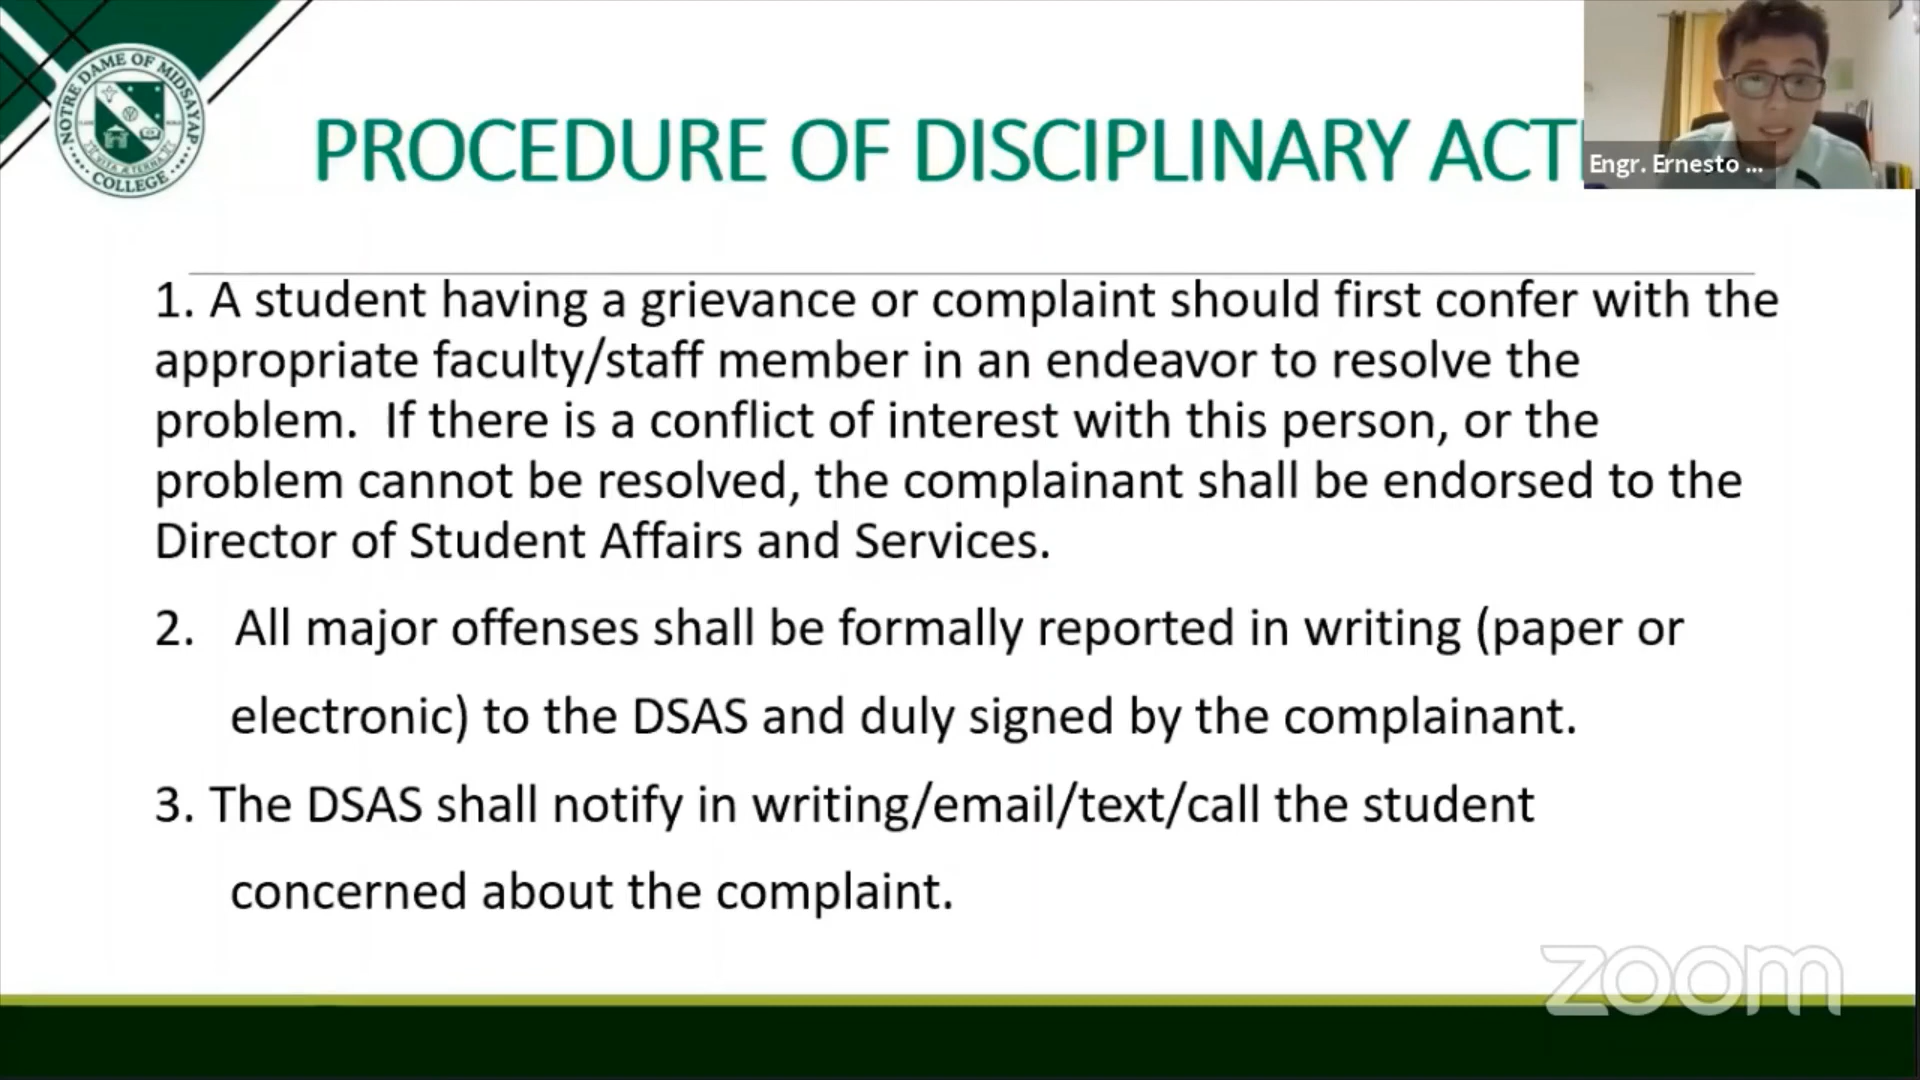 NOTRE DAME OF MIDSAYAP
COLLEGE
PROCEDURE OF DISCIPLINARY ACTI
Engr. Ernesto ...
1. A student having a grievance or complaint should first confer with the
appropriate faculty/staff member in an endeavor to resolve the
problem.  If there is a conflict of interest with this person, or the
problem cannot be resolved, the complainant shall be endorsed to the
Director of Student Affairs and Services.
2.   All major offenses shall be formally reported in writing (paper or
electronic) to the DSAS and duly signed by the complainant.
3. The DSAS shall notify in writing/email/text/call the student
concerned about the complaint.
zoom